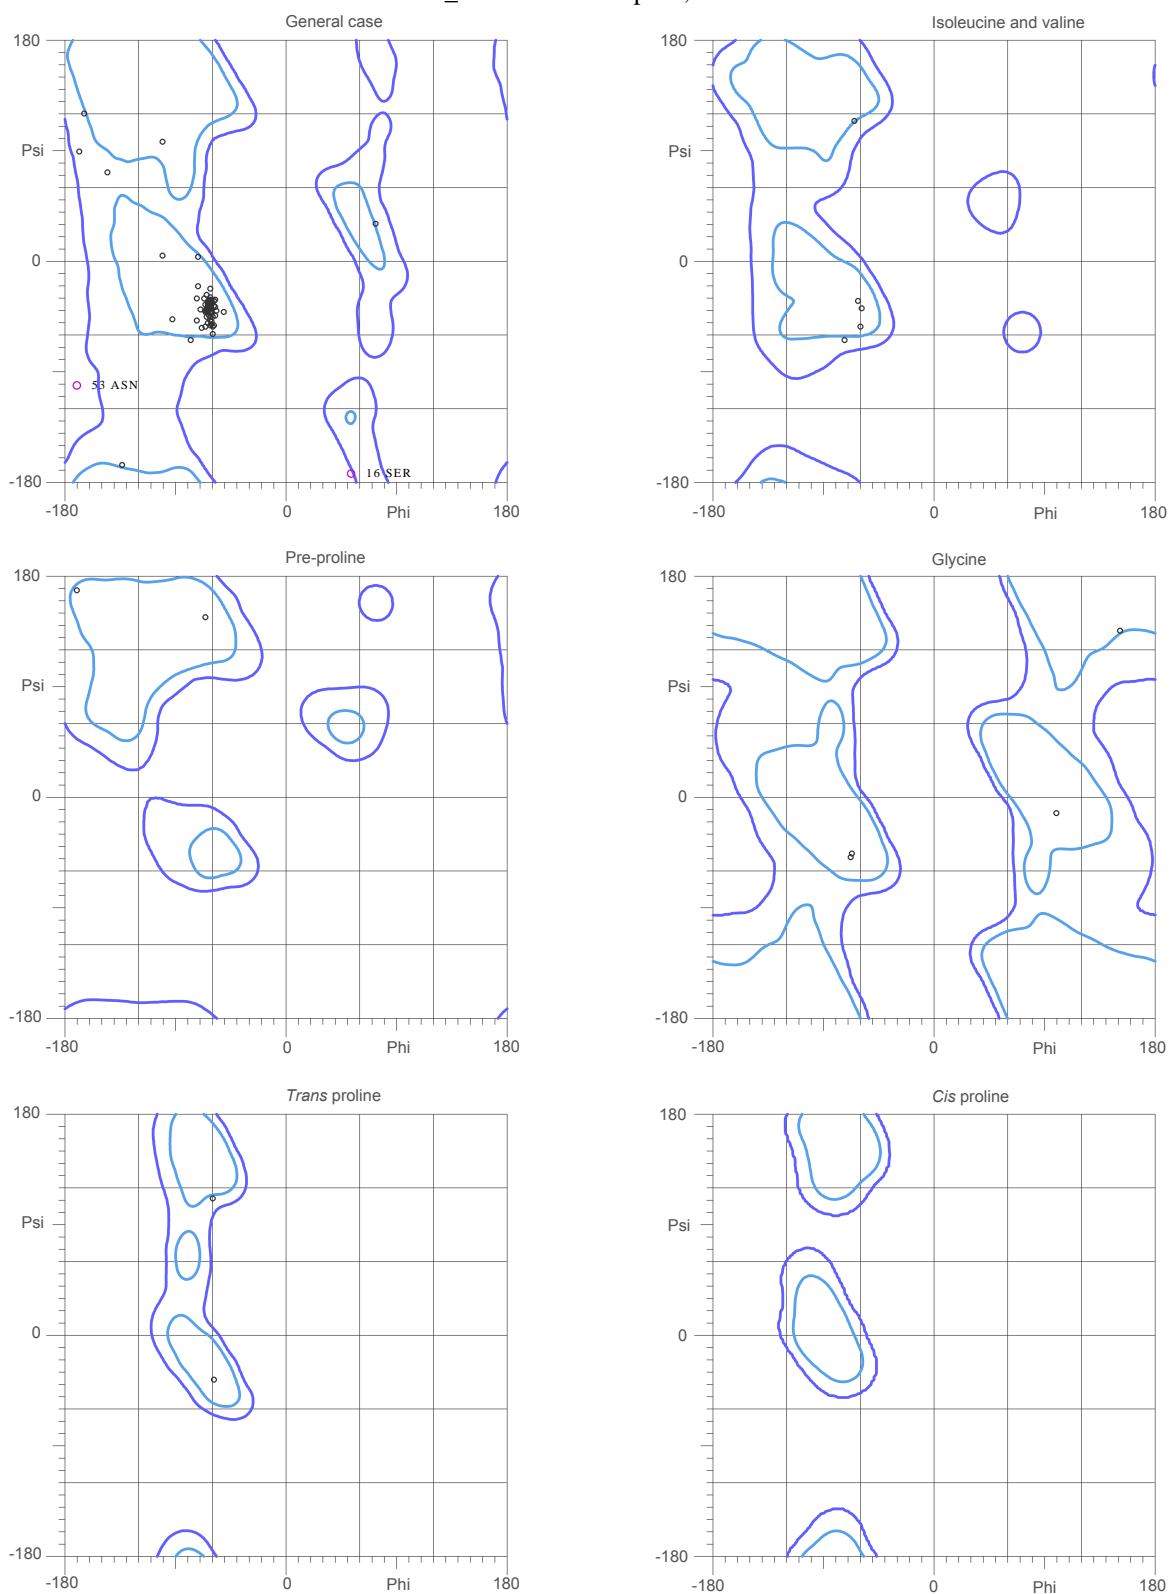 General case
Isoleucine and valine
180
180
Psi
Psi
0
0
53 ASN
16 SER
-180
-180
-180
0
Phi
180
-180
0
Phi
180
Pre-proline
Glycine
180
180
Psi
Psi
0
0
-180
-180
-180
0
Phi
180
-180
0
Phi
180
Trans proline
Cis proline
180
180
Psi
Psi
0
0
-180
-180
-180
0
Phi
180
-180
0
Phi
180